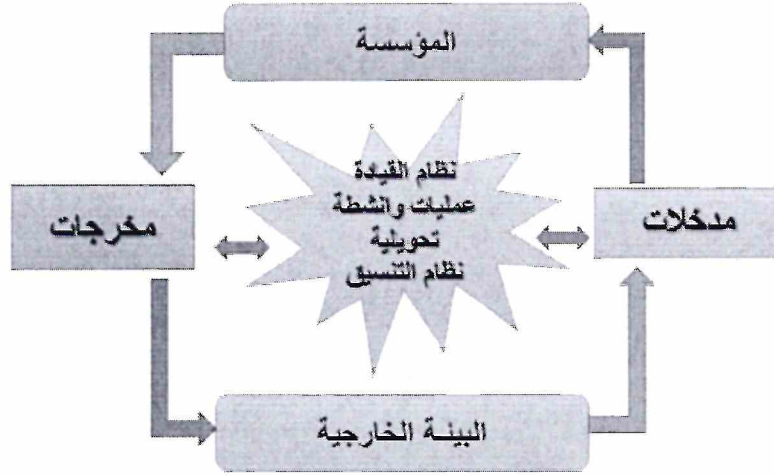 المؤسسة
مدخلات
نظام القيادة
عمليات وانشطة
تحويلية
نظام التنسيق
مخرجات
البيئة الخارجية